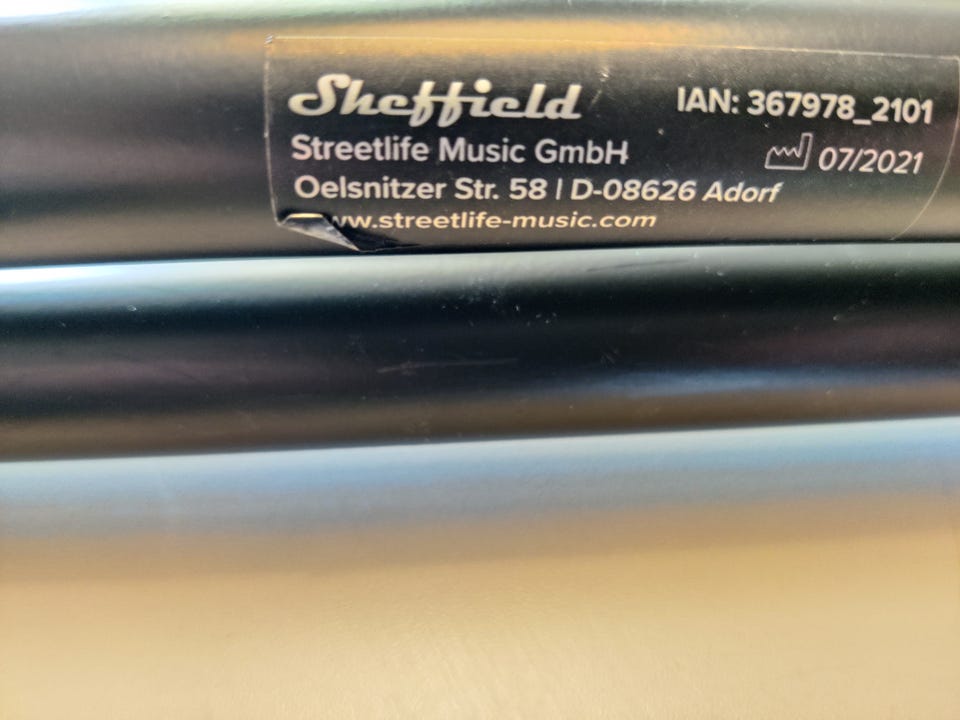 Sheffield
Streetlife Music GmbH
Oelsnitzer Str. 58 | D-08626 Adorf
ww.streetlife-music.com
IAN: 367978_2101
07/2021